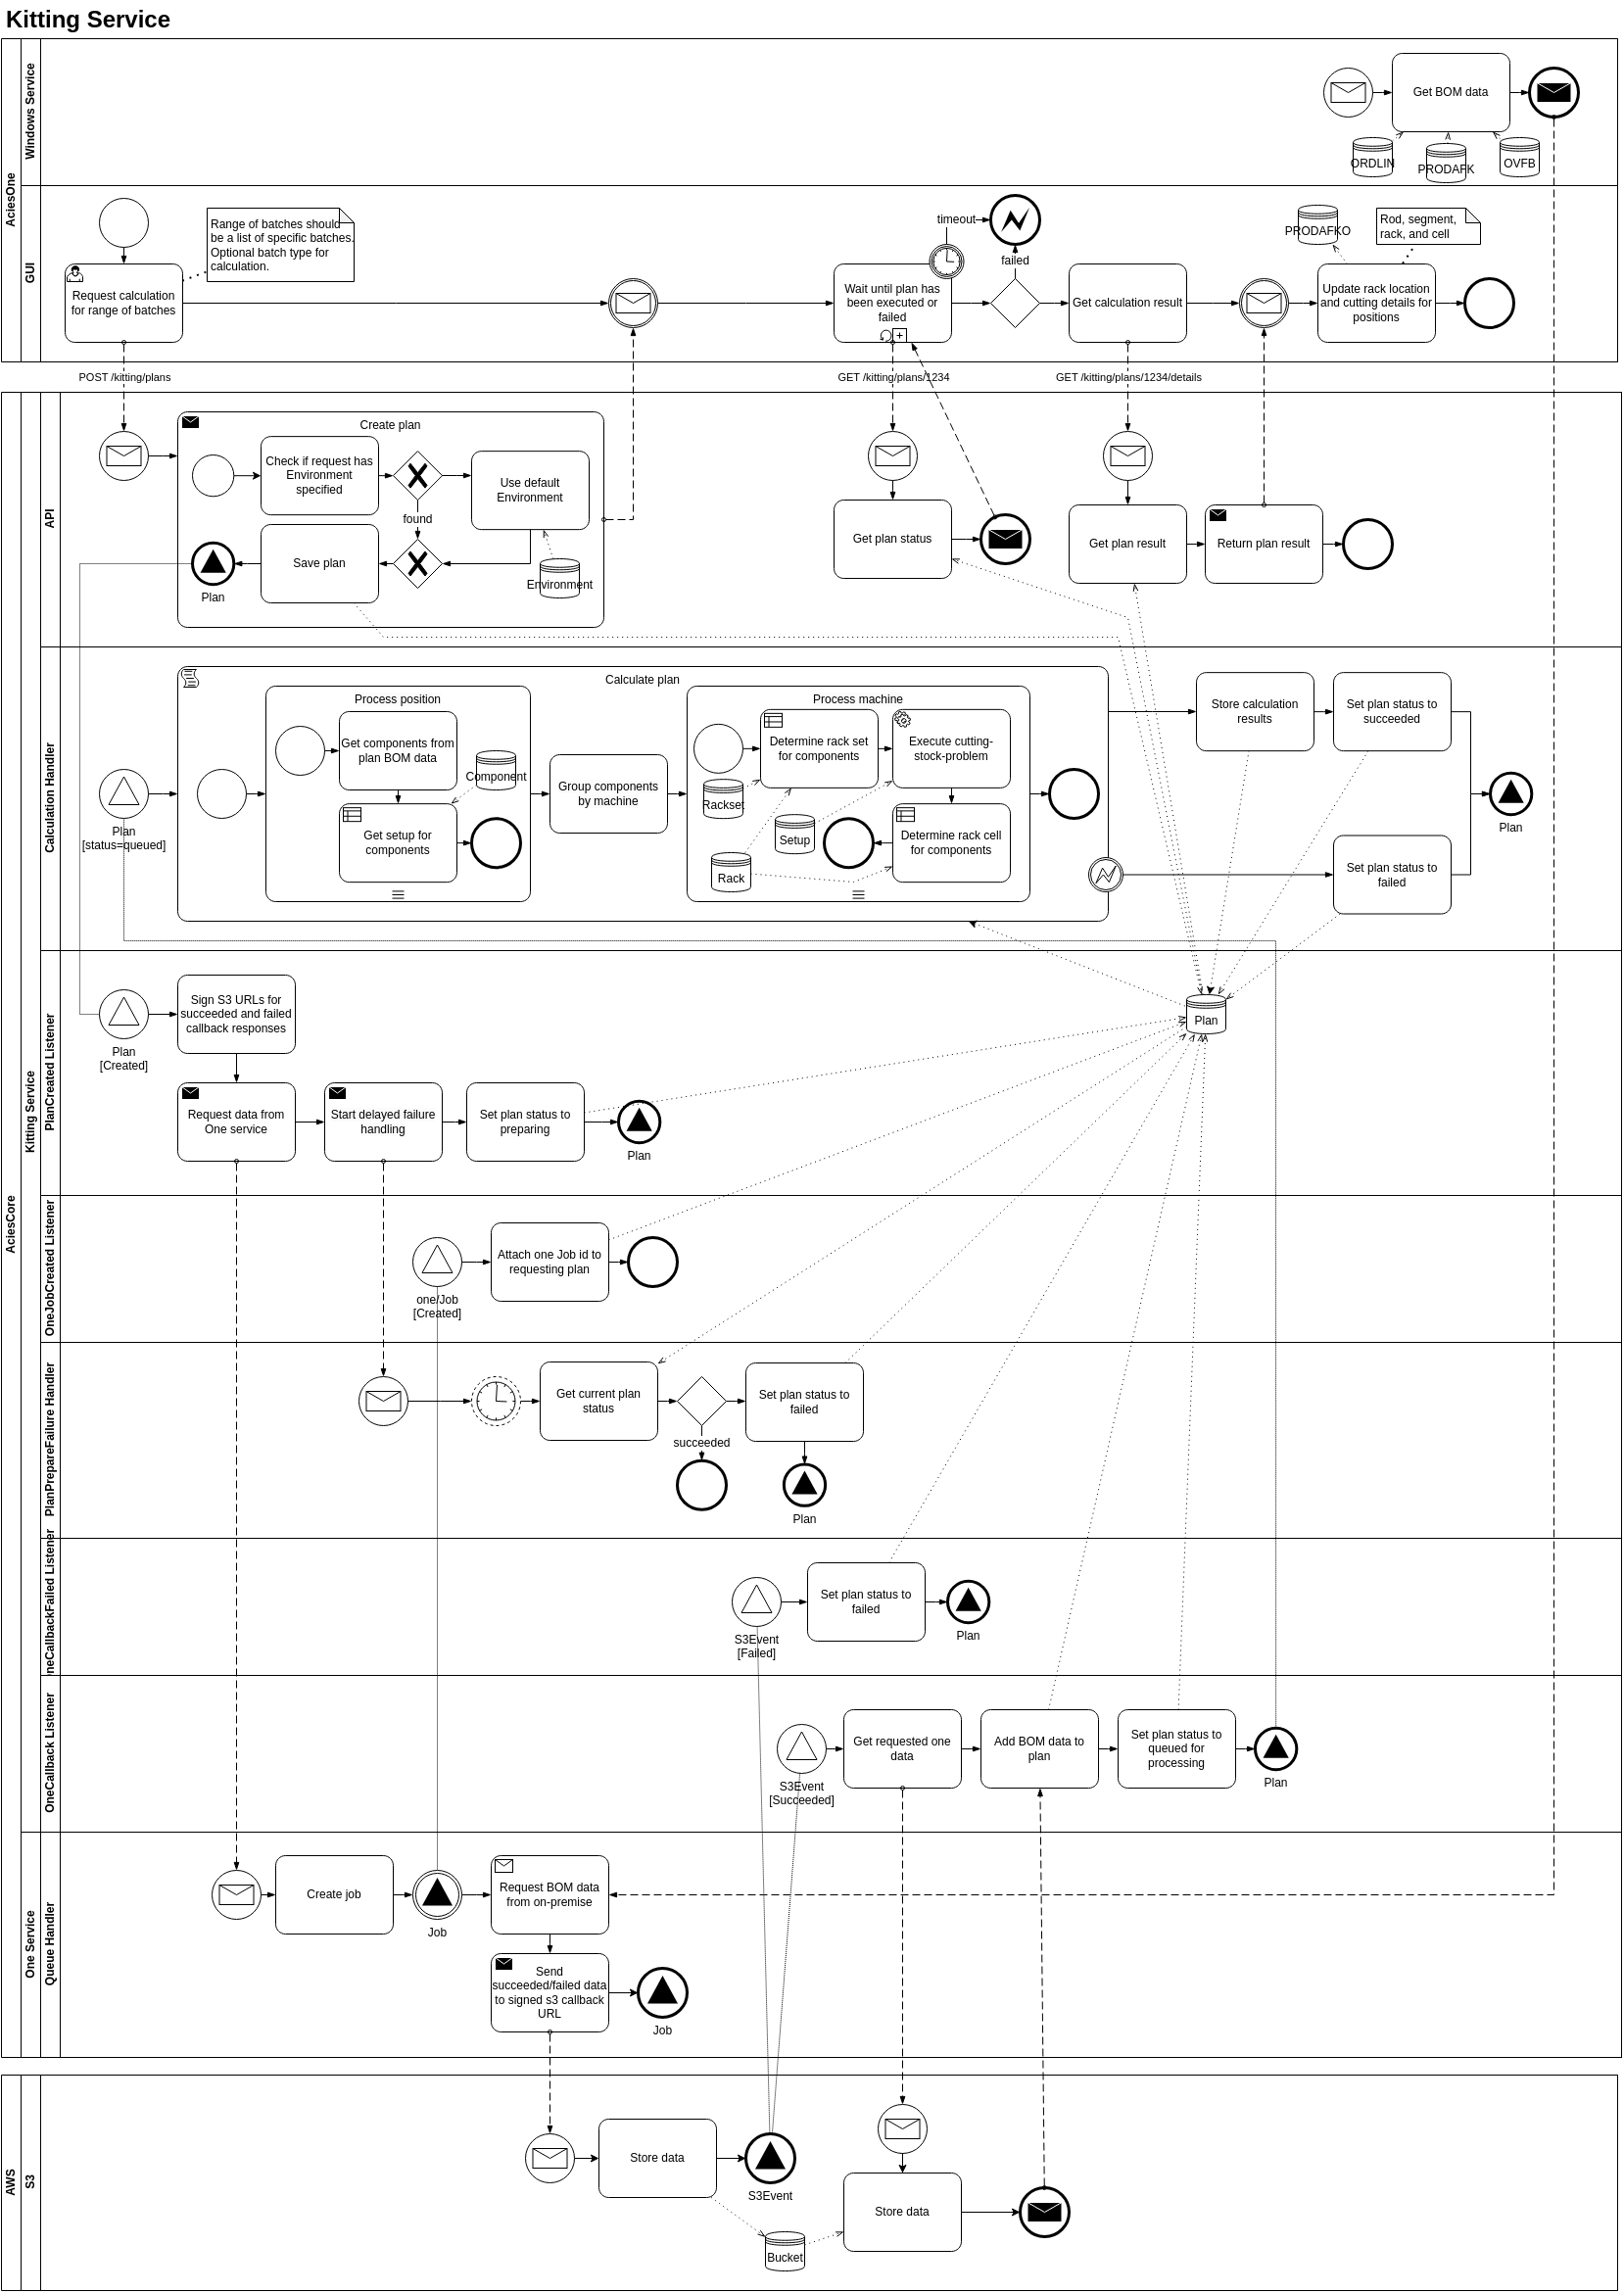 Kitting Service
AciesOne
Windows Service
Get BOM data
ORDLIN
PRODAFK
OVFB
GUI
Range of batches should
be a list of specific batches.
Optional batch type for
calculation.
Request calculation
for range of batches
Wait until plan has
been executed or
failed
timeout
failed
Get calculation result
PRODAFKO
Rod, segment,
rack, and cell
Update rack location
and cutting details for
positions
POST /kitting/plans
GET /kitting/plans/1234
GET /kitting/plans/1234/details
AciesCore
Kitting Service
API
Create plan
Check if request has
Environment
specified
found
Use default
Environment
Environment
Save plan
Plan
Get plan status
Get plan result
Return plan result
Calculation Handler
Plan
[status=queued]
Calculate plan
Process position
Get components from
plan BOM data
Component
Get setup for
components
Group components
by machine
Process machine
Determine rack set
for components
Execute cutting-
stock-problem
Rackset
Setup
Rack
Determine rack cell
for components
Store calculation
results
Set plan status to
succeeded
Set plan status to
failed
Plan
PlanCreated Listener
Plan
[Created]
Sign S3 URLs for
succeeded and failed
callback responses
Request data from
One service
Start delayed failure
handling
Set plan status to
preparing
Plan
Plan
OneJobCreated Listener
one/Job
[Created]
Attach one Job id to
requesting plan
PlanPrepareFailure Handler
Get current plan
status
succeeded
Set plan status to
failed
Plan
neCallbackFailed Listener
S3Event
[Failed]
Set plan status to
failed
Plan
OneCallback Listener
S3Event
[Succeeded]
Get requested one
data
Add BOM data to
plan
Set plan status to
queued for
processing
Plan
One Service
Queue Handler
Create job
Job
Request BOM data
from on-premise
Send
succeeded/failed data
to signed s3 callback
URL
Job
AWS
S3
Store data
S3Event
Bucket
Store data